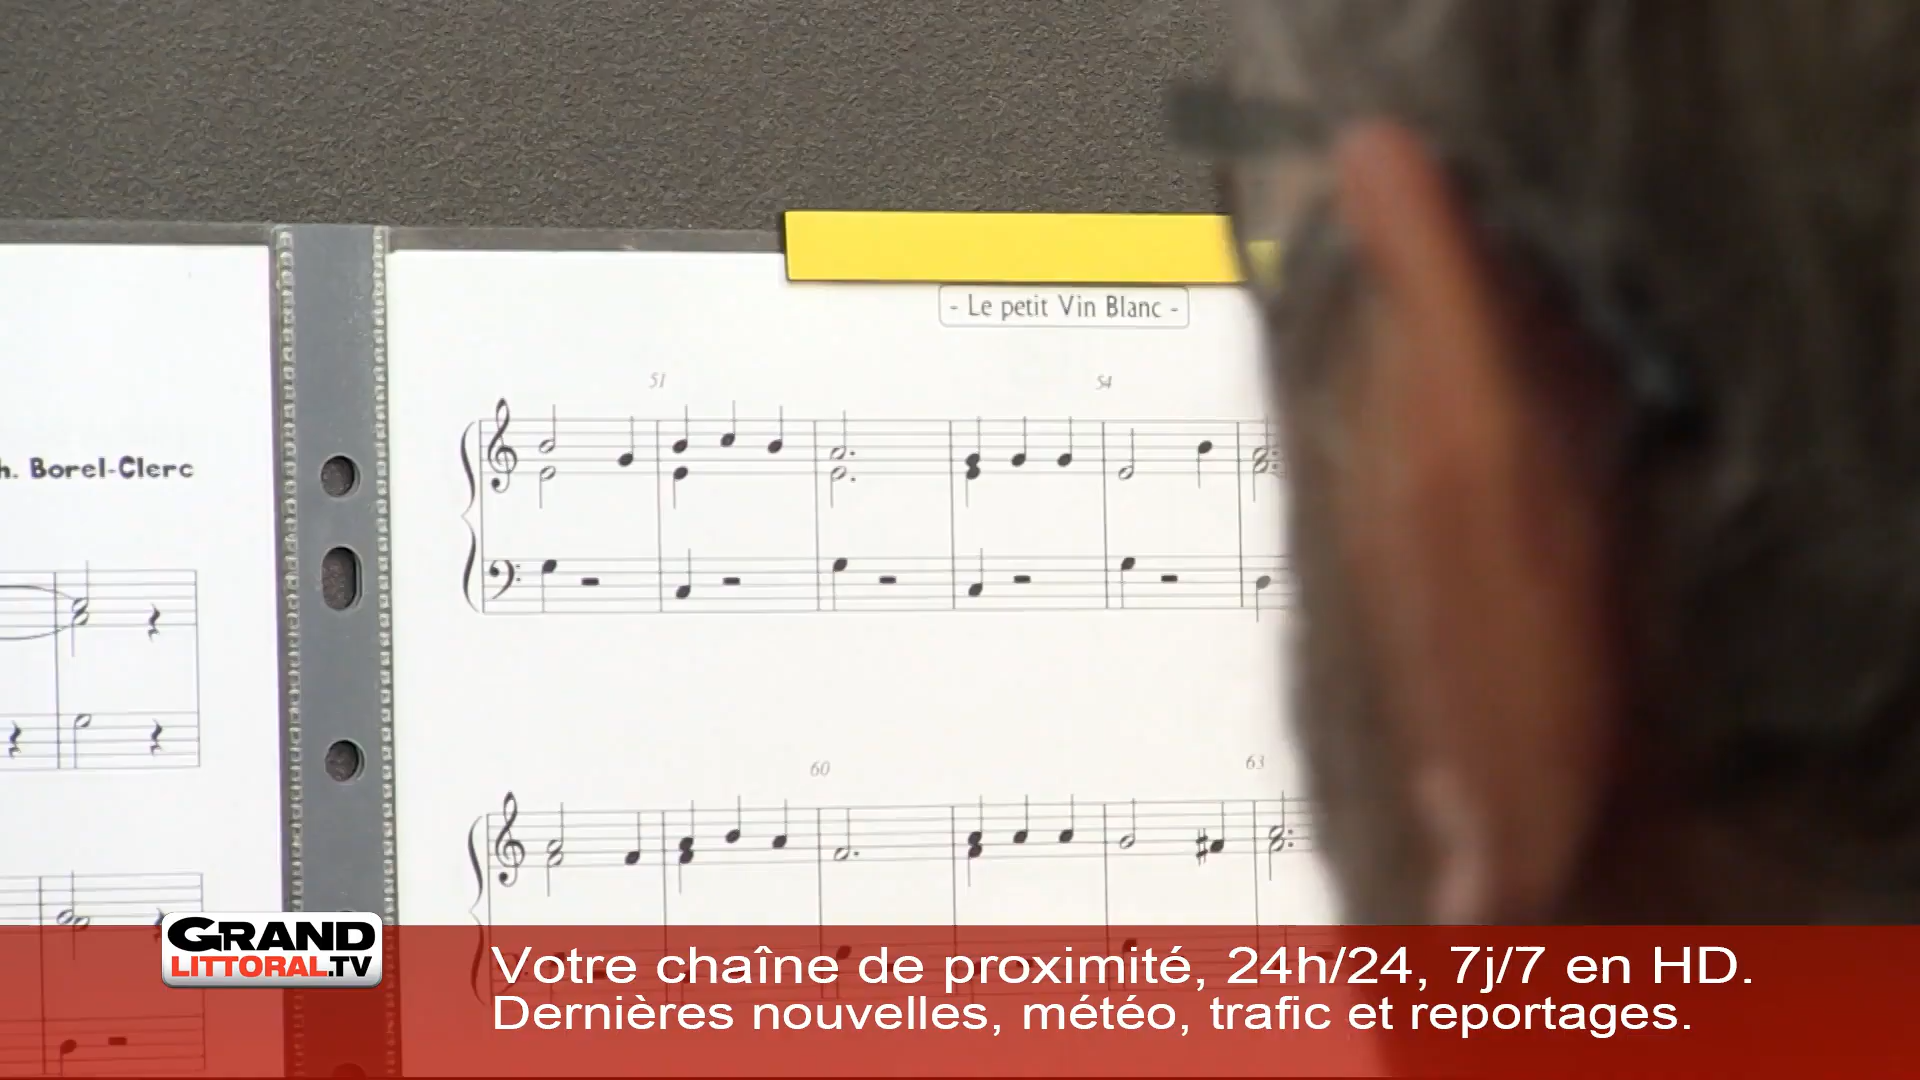 - Le petit Vin Blanc -
51
54
h. Borel-Clerc
60
63
GRAND
LITTORAL.TV
Votre chaîne de proximité, 24h/24, 7j/7 en HD.
Dernières nouvelles, météo, trafic et reportages.